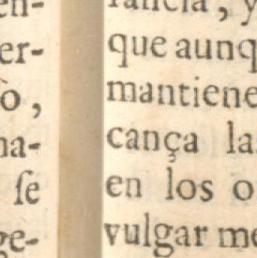 en-
er-
o,
na-
ſe
ge-
rancia, y
que aunq
mantiene
cança la
en los o
vulgar me